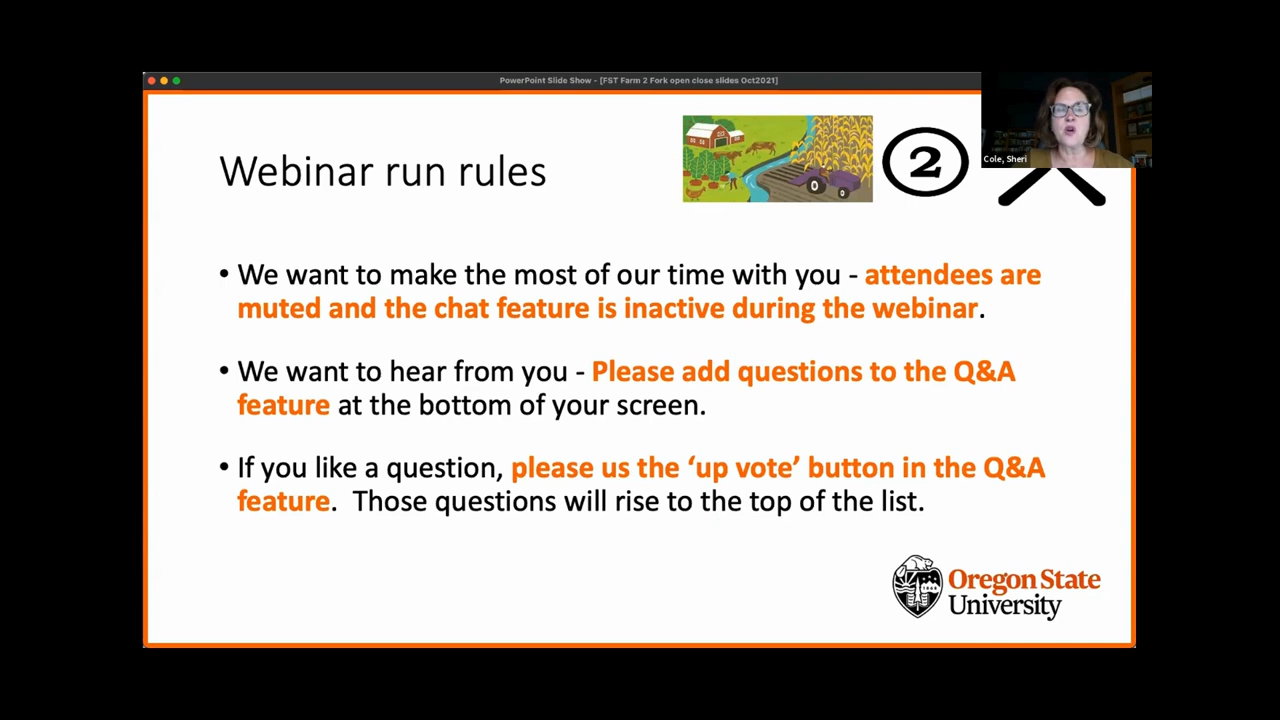 PowerPoint Slide Show - [FST Farm 2 Fork open close slides Oct2021]
Cole, Sheri
Webinar run rules
2
• We want to make the most of our time with you - attendees are
muted and the chat feature is inactive during the webinar.
• We want to hear from you - Please add questions to the Q&A
feature at the bottom of your screen.
• If you like a question, please us the ‘up vote’ button in the Q&A
feature. Those questions will rise to the top of the list.
Oregon State
University